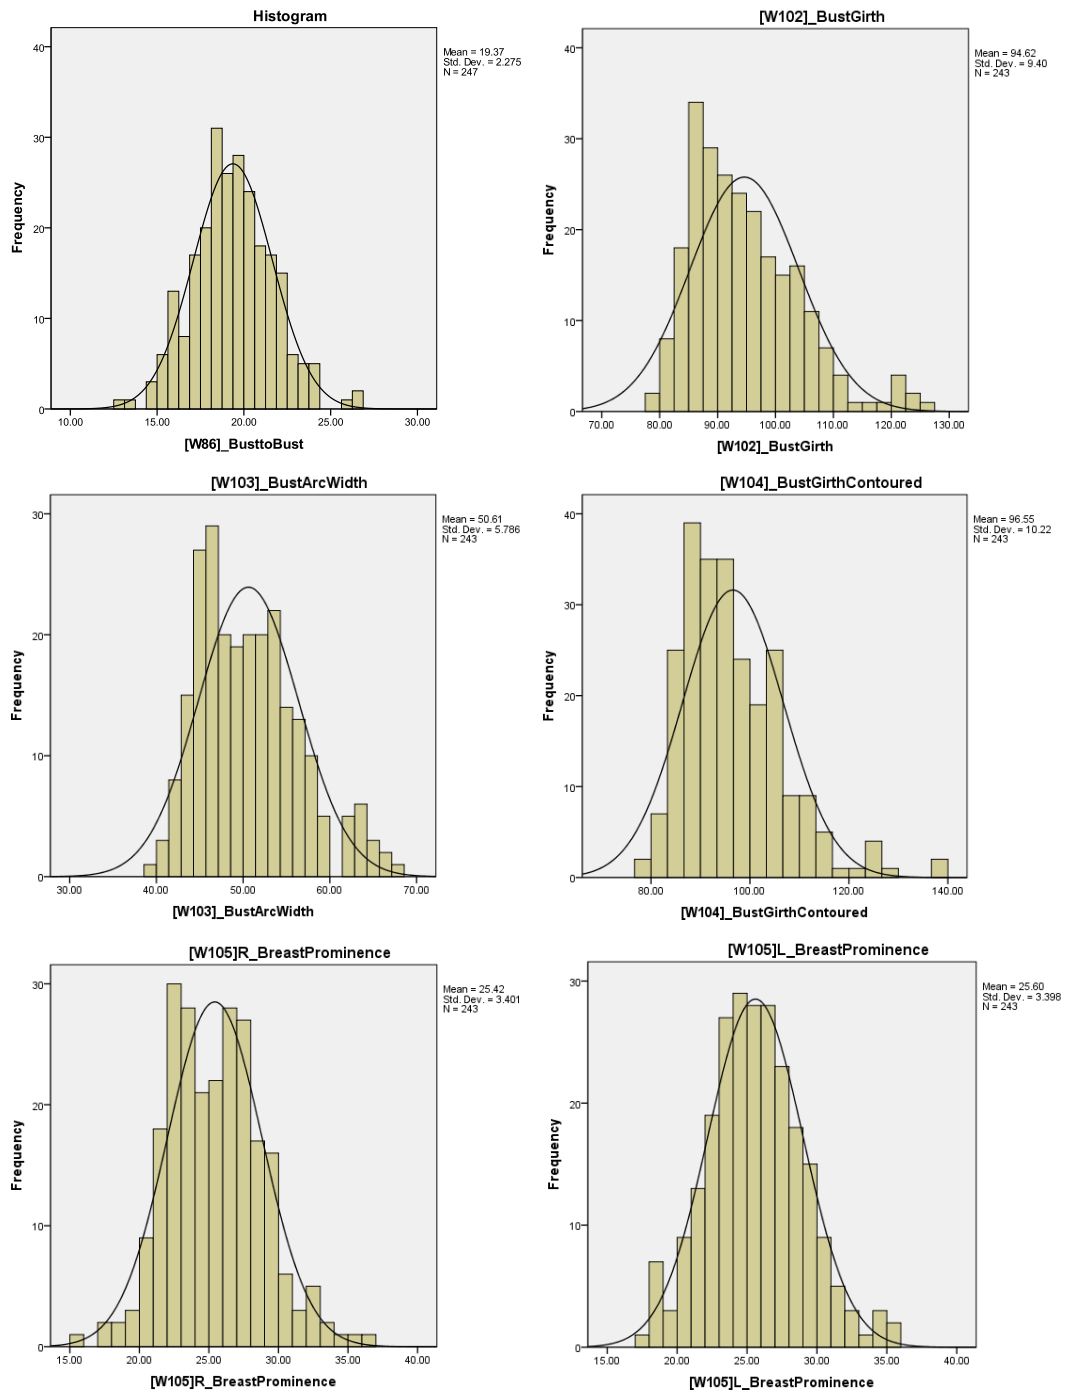 Histogram
Mean = 19.37
Std. Dev. = 2.275
N = 247
Frequency
40
30
20
10
0
10.00 15.00 20.00 25.00 30.00
[W86]_BusttoBust
[W102]_BustGirth
Mean = 94.62
Std. Dev. = 9.40
N = 243
Frequency
40
30
20
10
0
70.00 80.00 90.00 100.00 110.00 120.00 130.00
[W102]_BustGirth
[W103]_BustArcWidth
Mean = 50.61
Std. Dev. = 5.786
N = 243
Frequency
30
20
10
0
30.00 40.00 50.00 60.00 70.00
[W103]_BustArcWidth
[W104]_BustGirthContoured
Mean = 96.55
Std. Dev. = 10.22
N = 243
Frequency
40
30
20
10
0
80.00 100.00 120.00 140.00
[W104]_BustGirthContoured
[W105]R_BreastProminence
Mean = 25.42
Std. Dev. = 3.401
N = 243
Frequency
30
20
10
0
15.00 20.00 25.00 30.00 35.00 40.00
[W105]R_BreastProminence
[W105]L_BreastProminence
Mean = 25.60
Std. Dev. = 3.398
N = 243
Frequency
30
20
10
0
15.00 20.00 25.00 30.00 35.00 40.00
[W105]L_BreastProminence